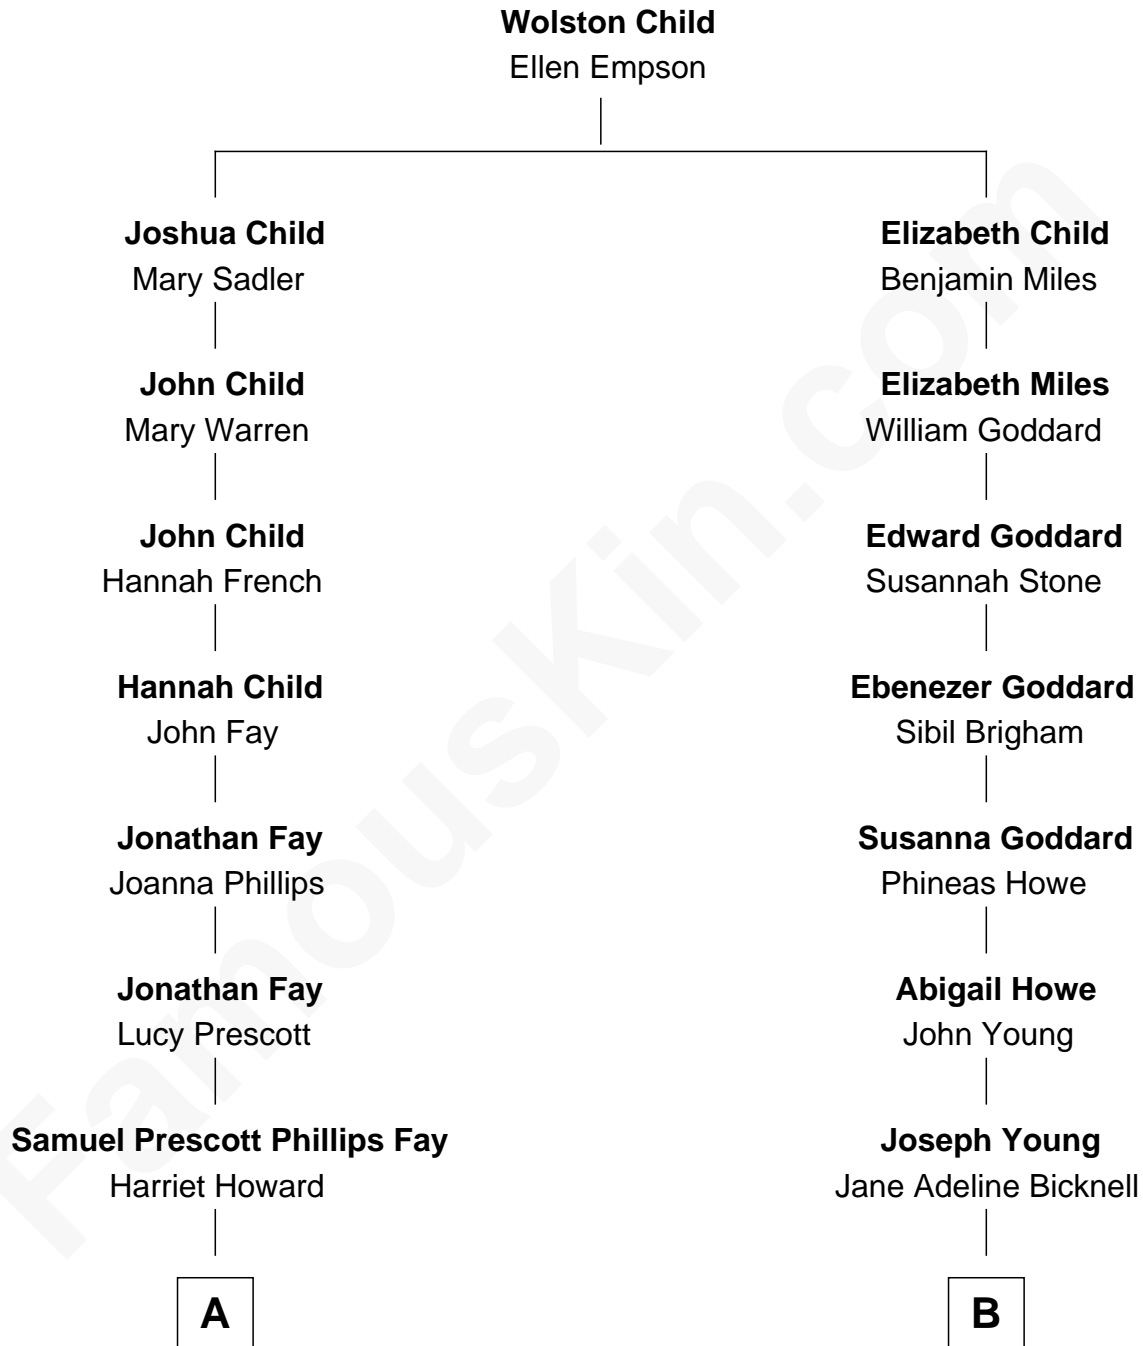 Wolston Child
Ellen Empson
Joshua Child
Mary Sadler
Elizabeth Child
Benjamin Miles
John Child
Mary Warren
Elizabeth Miles
William Goddard
John Child
Hannah French
Edward Goddard
Susannah Stone
Hannah Child
John Fay
Ebenezer Goddard
Sibil Brigham
Jonathan Fay
Joanna Phillips
Susanna Goddard
Phineas Howe
Jonathan Fay
Lucy Prescott
Abigail Howe
John Young
Samuel Prescott Phillips Fay
Harriet Howard
Joseph Young
Jane Adeline Bicknell
A
B
FamousKin.com